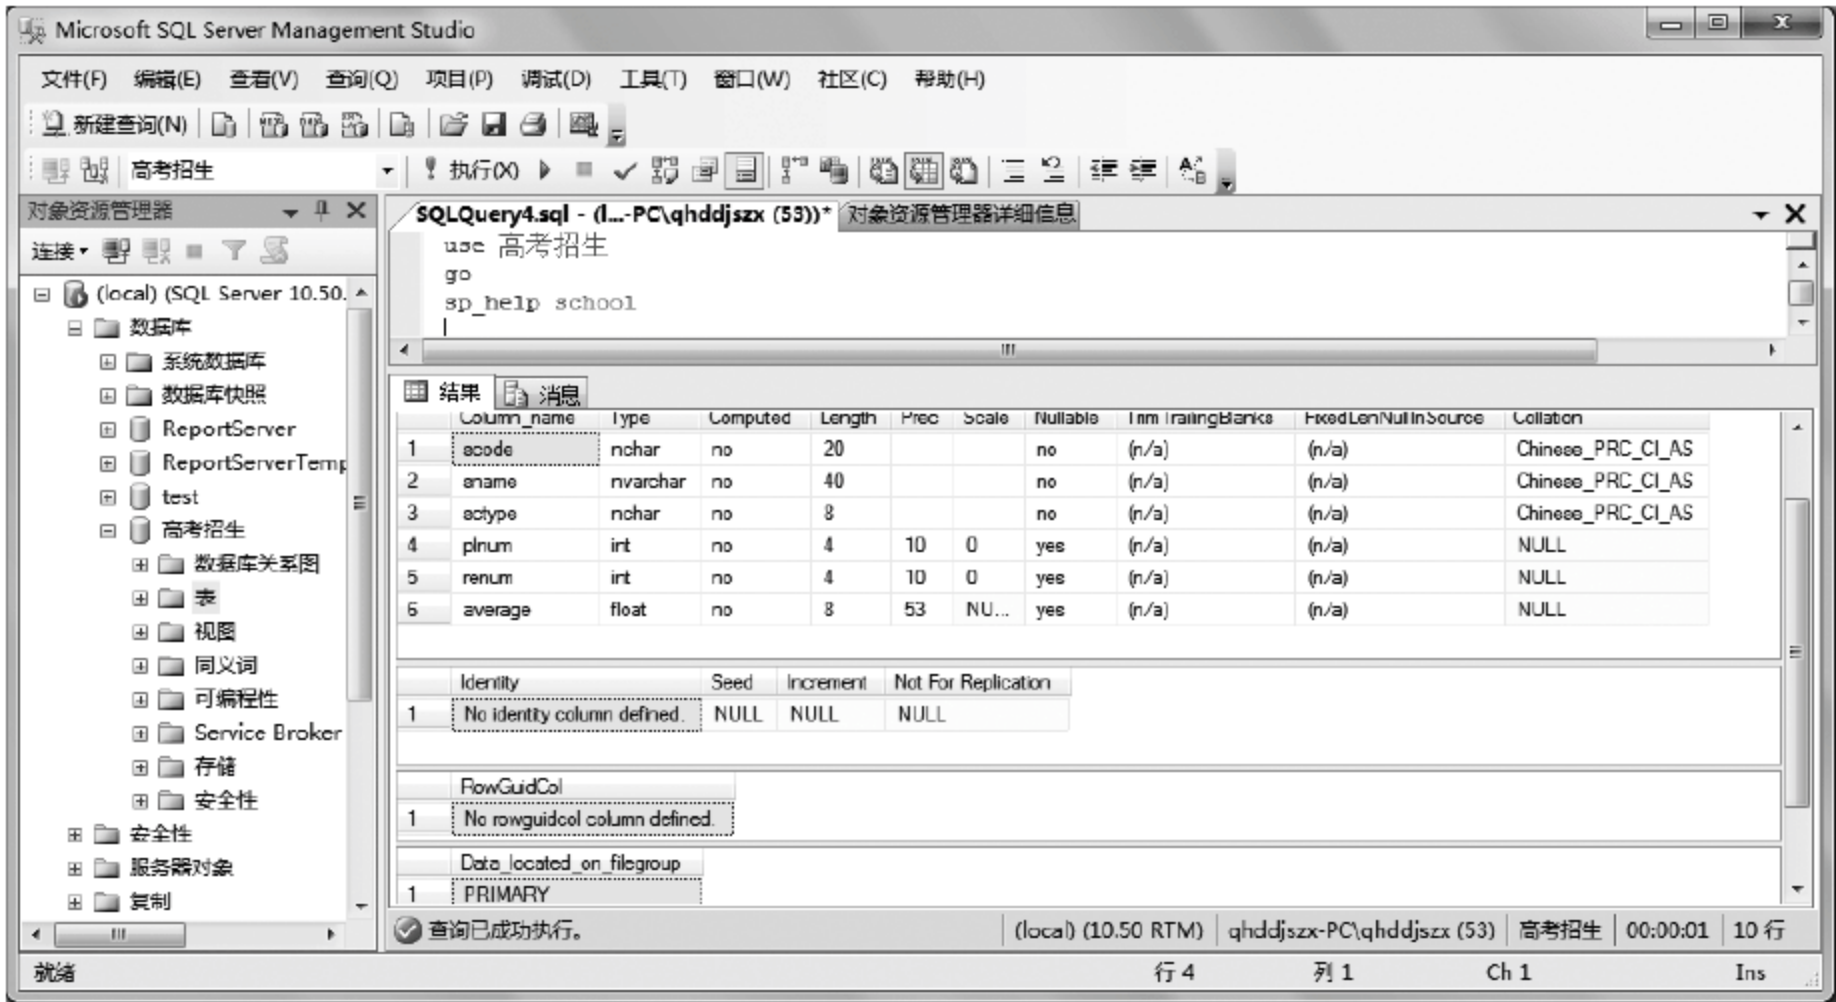 Microsoft SQL Server Management Studio
文件(F) 编辑(E) 查看(V) 查询(Q) 项目(P) 调试(D) 工具(T) 窗口(W) 社区(C) 帮助(H)
新建查询(N)
高考招生 执行(X)
对象资源管理器
连接
(local) (SQL Server 10.50.
数据库
系统数据库
数据库快照
ReportServer
ReportServerTemp
test
高考招生
数据库关系图
表
视图
同义词
可编程性
Service Broker
存储
安全性
安全性
服务器对象
复制
SQLQuery4.sql - (l...-PC\qhddjszx (53))* 对象资源管理器详细信息
use 高考招生
go
sp_help school
结果 消息
Column_name Type Computed Length Prec Scale Nullable TrimTrailingBlanks FixedLenNullInSource Collation
1 scode nchar no 20 no (n/a) (n/a) Chinese_PRC_CI_AS
2 sname nvarchar no 40 no (n/a) (n/a) Chinese_PRC_CI_AS
3 sctype nchar no 8 no (n/a) (n/a) Chinese_PRC_CI_AS
4 plnum int no 4 10 0 yes (n/a) (n/a) NULL
5 renum int no 4 10 0 yes (n/a) (n/a) NULL
6 average float no 8 53 NU... yes (n/a) (n/a) NULL
Identity Seed Increment Not For Replication
1 No identity column defined. NULL NULL NULL
RowGuidCol
1 No rowguidcol column defined.
Data_located_on_filegroup
1 PRIMARY
查询已成功执行。 (local) (10.50 RTM) qhddjszx-PC\qhddjszx (53) 高考招生 00:00:01 10 行
就绪 行 4 列 1 Ch 1 Ins